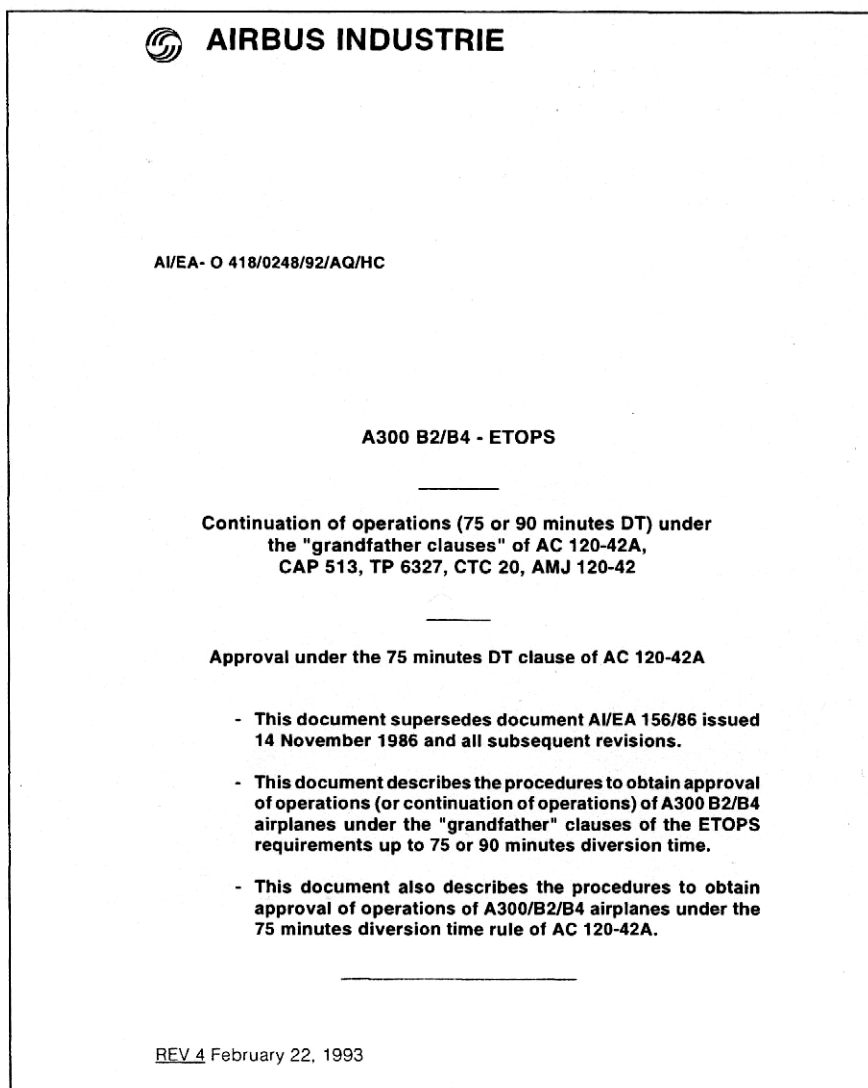 AIRBUS INDUSTRIE
AI/EA- O 418/0248/92/AQ/HC
A300 B2/B4 - ETOPS
Continuation of operations (75 or 90 minutes DT) under
the "grandfather clauses" of AC 120-42A,
CAP 513, TP 6327, CTC 20, AMJ 120-42
Approval under the 75 minutes DT clause of AC 120-42A
- This document supersedes document AI/EA 156/86 issued
14 November 1986 and all subsequent revisions.
- This document describes the procedures to obtain approval
of operations (or continuation of operations) of A300 B2/B4
airplanes under the "grandfather" clauses of the ETOPS
requirements up to 75 or 90 minutes diversion time.
- This document also describes the procedures to obtain
approval of operations of A300/B2/B4 airplanes under the
75 minutes diversion time rule of AC 120-42A.
REV 4 February 22, 1993